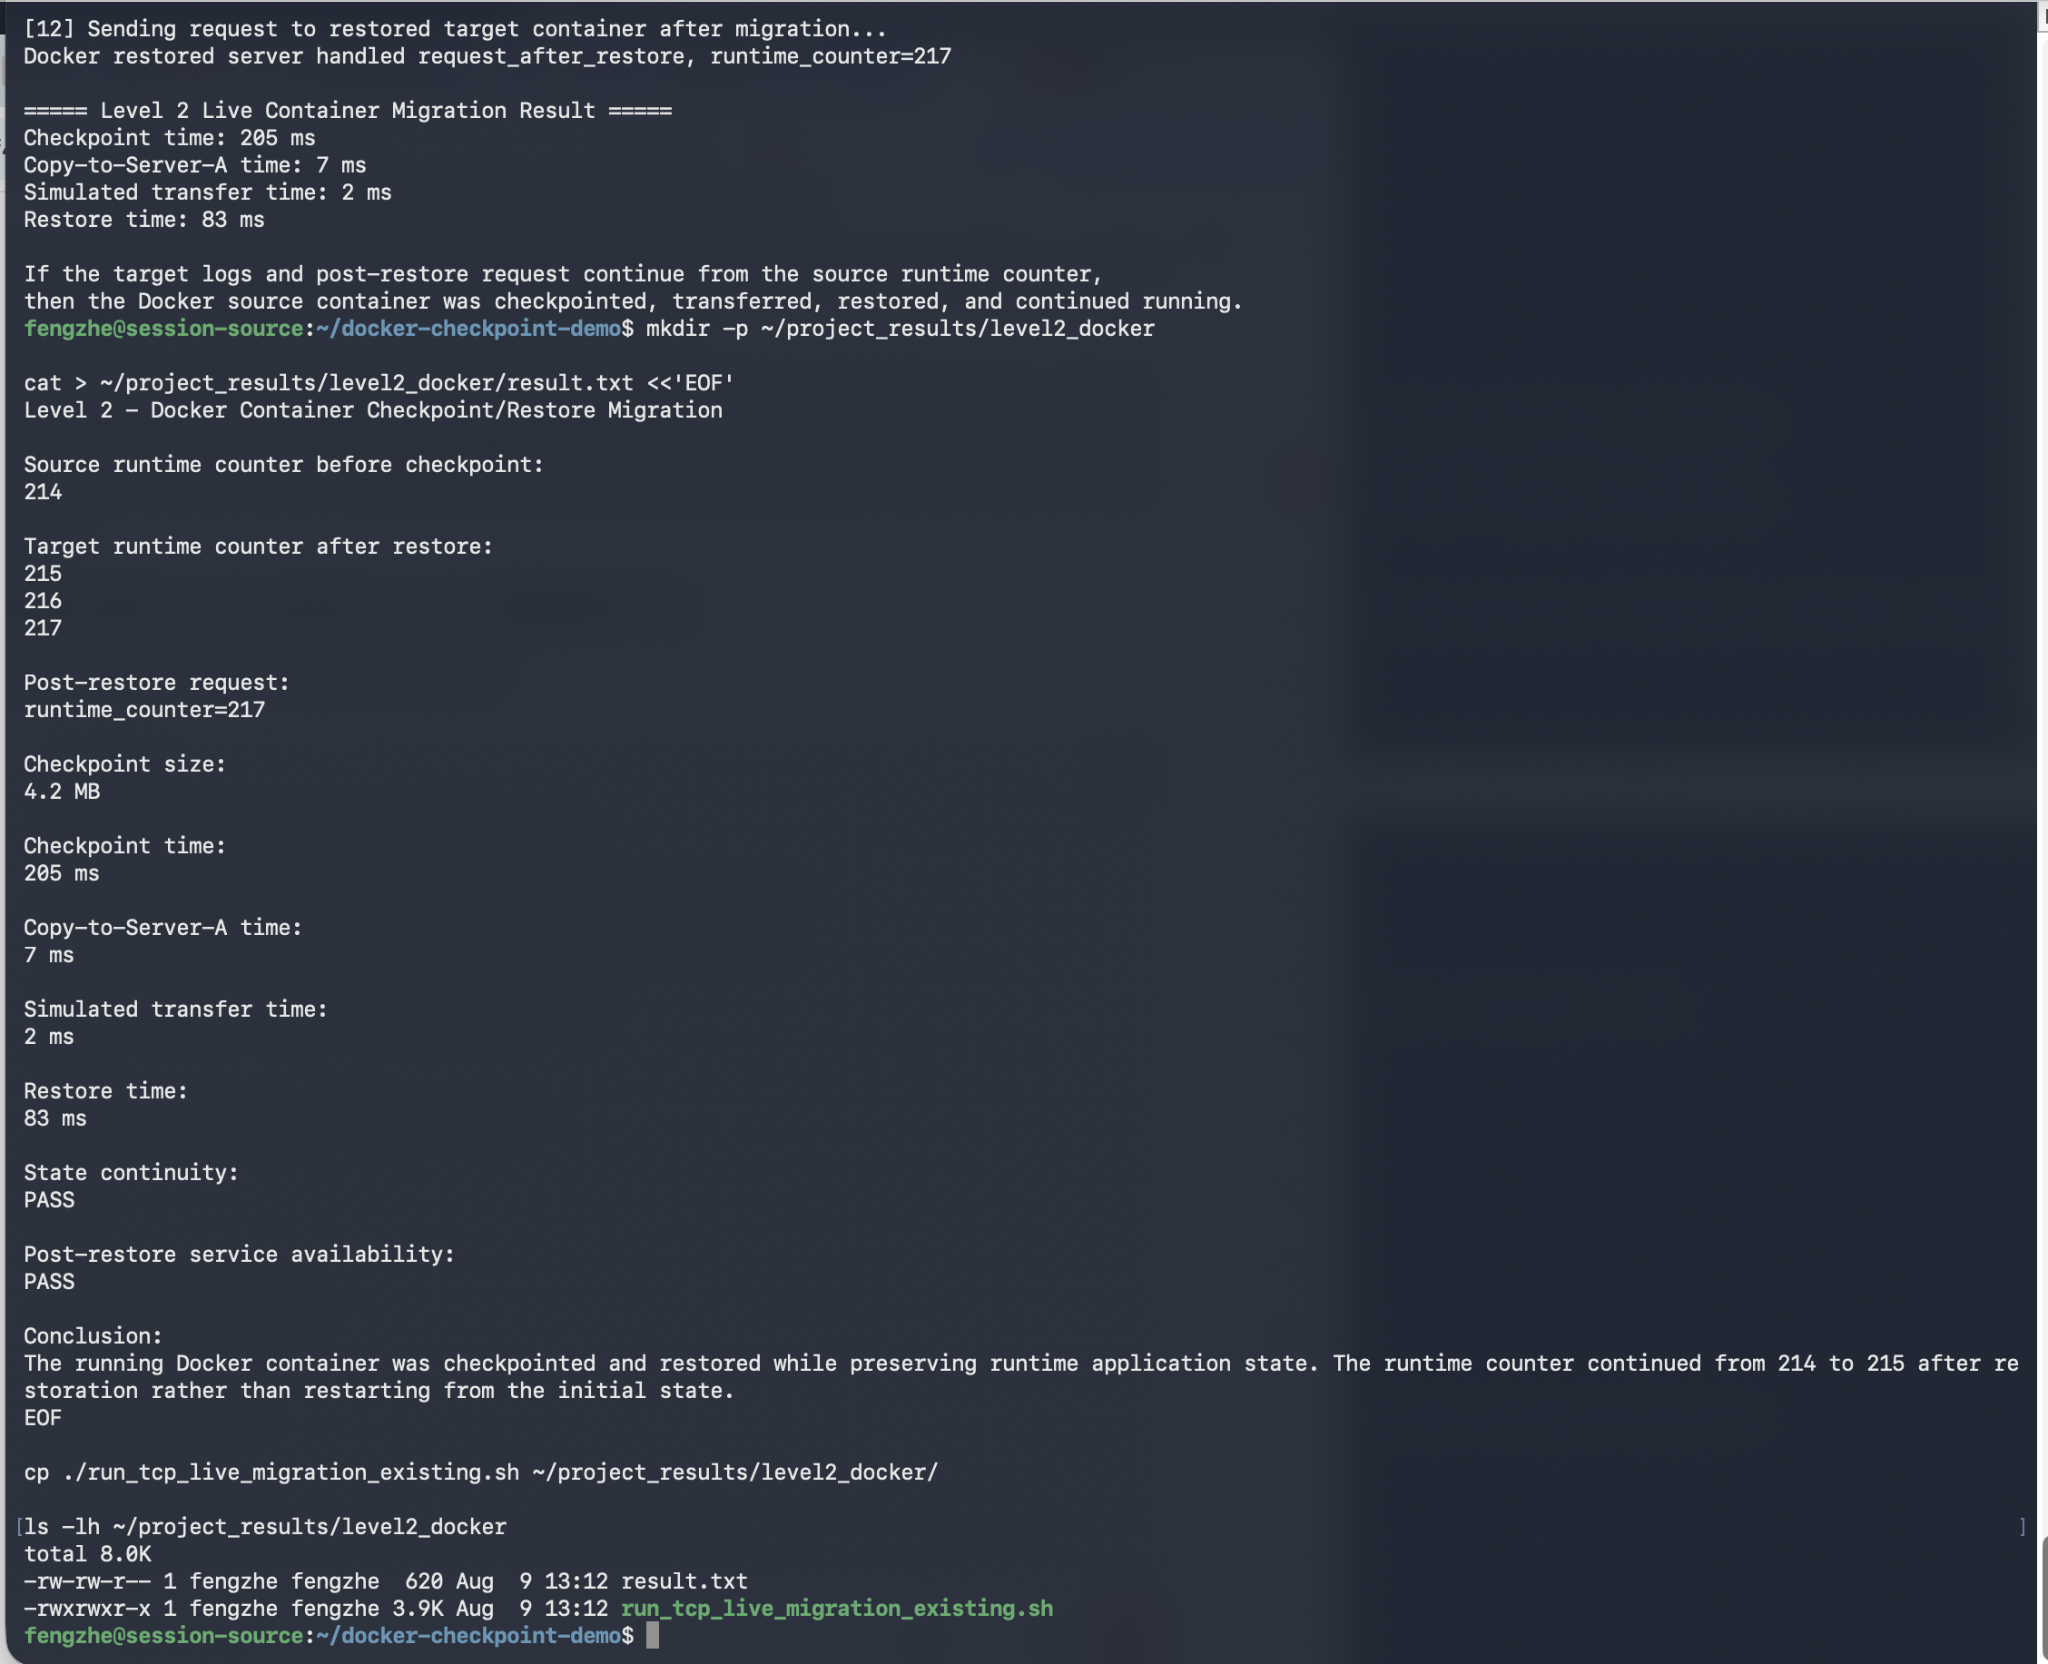 [12] Sending request to restored target container after migration...
Docker restored server handled request_after_restore, runtime_counter=217
===== Level 2 Live Container Migration Result =====
Checkpoint time: 205 ms
Copy-to-Server-A time: 7 ms
Simulated transfer time: 2 ms
Restore time: 83 ms
If the target logs and post-restore request continue from the source runtime counter,
then the Docker source container was checkpointed, transferred, restored, and continued running.
fengzhe@session-source:~/docker-checkpoint-demo$ mkdir -p ~/project_results/level2_docker
cat > ~/project_results/level2_docker/result.txt <<'EOF'
Level 2 - Docker Container Checkpoint/Restore Migration
Source runtime counter before checkpoint:
214
Target runtime counter after restore:
215
216
217
Post-restore request:
runtime_counter=217
Checkpoint size:
4.2 MB
Checkpoint time:
205 ms
Copy-to-Server-A time:
7 ms
Simulated transfer time:
2 ms
Restore time:
83 ms
State continuity:
PASS
Post-restore service availability:
PASS
Conclusion:
The running Docker container was checkpointed and restored while preserving runtime application state. The runtime counter continued from 214 to 215 after re
storation rather than restarting from the initial state.
EOF
cp ./run_tcp_live_migration_existing.sh ~/project_results/level2_docker/
[ls -lh ~/project_results/level2_docker ]
total 8.0K
-rw-rw-r-- 1 fengzhe fengzhe  620 Aug  9 13:12 result.txt
-rwxrwxr-x 1 fengzhe fengzhe 3.9K Aug  9 13:12 run_tcp_live_migration_existing.sh
fengzhe@session-source:~/docker-checkpoint-demo$